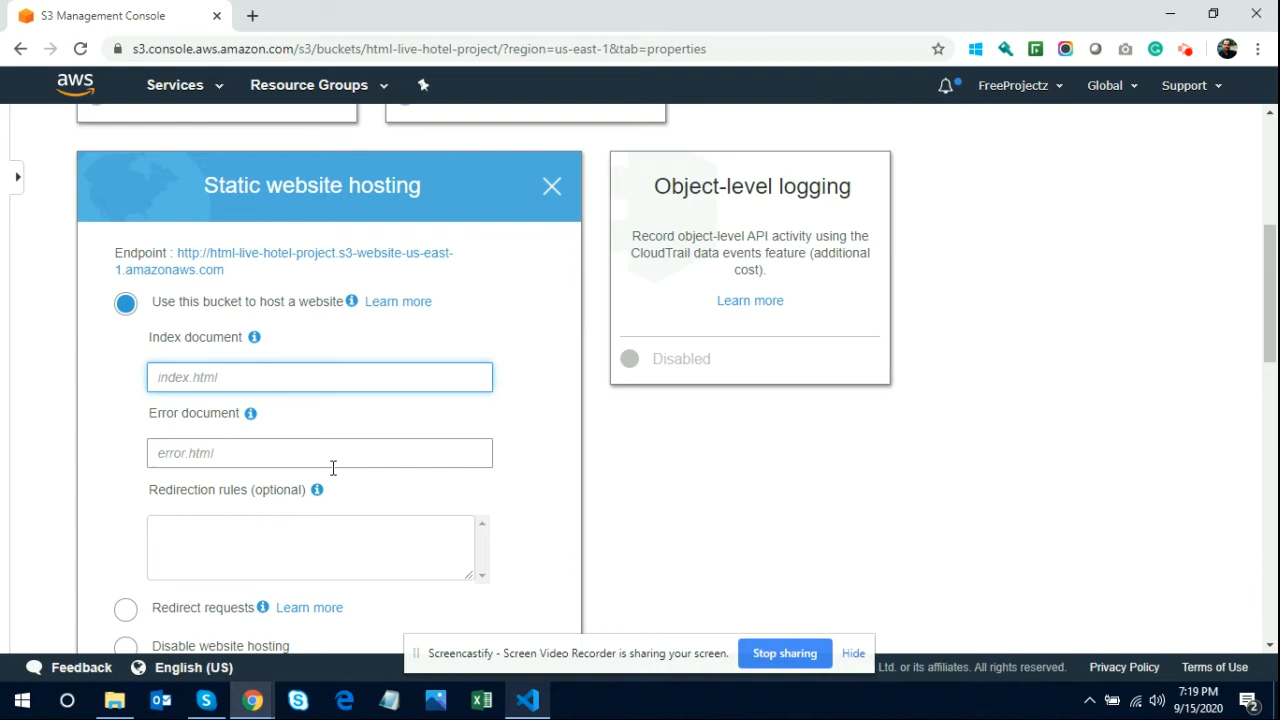 S3 Management Console
s3.console.aws.amazon.com/s3/buckets/html-live-hotel-project/?region=us-east-1&tab=properties
aws Services Resource Groups FreeProjectz Global Support
Static website hosting
Endpoint : http://html-live-hotel-project.s3-website-us-east-
1.amazonaws.com
Use this bucket to host a website Learn more
Index document
index.html
Error document
error.html
Redirection rules (optional)
Redirect requests Learn more
Disable website hosting
Object-level logging
Record object-level API activity using the
CloudTrail data events feature (additional
cost).
Learn more
Disabled
Screencastify - Screen Video Recorder is sharing your screen. Stop sharing Hide
Feedback English (US) Ltd. or its affiliates. All rights reserved. Privacy Policy Terms of Use
7:19 PM
9/15/2020
2